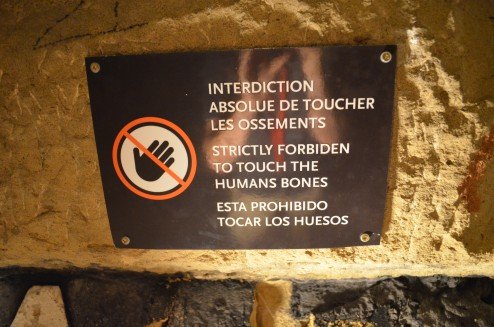 INTERDICTION
ABSOLUE DE TOUCHER
LES OSSEMENTS
STRICTLY FORBIDEN
TO TOUCH THE
HUMANS BONES
ESTA PROHIBIDO
TOCAR LOS HUESOS